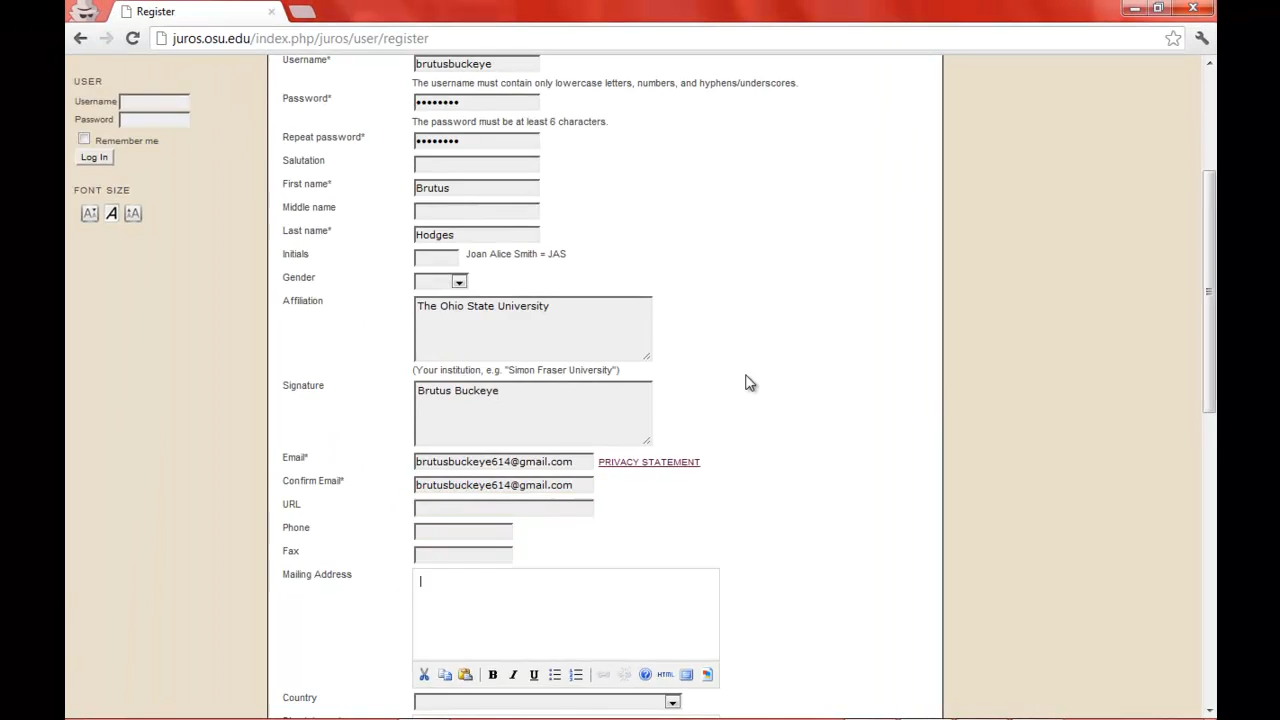 Register
juros.osu.edu/index.php/juros/user/register
USER
Username
Password
Remember me
Log In
FONT SIZE
A A A
Username* brutusbuckeye
The username must contain only lowercase letters, numbers, and hyphens/underscores.
Password* ••••••••
The password must be at least 6 characters.
Repeat password* ••••••••
Salutation
First name* Brutus
Middle name
Last name* Hodges
Initials Joan Alice Smith = JAS
Gender
Affiliation The Ohio State University
(Your institution, e.g. "Simon Fraser University")
Signature Brutus Buckeye
Email* brutusbuckeye614@gmail.com PRIVACY STATEMENT
Confirm Email* brutusbuckeye614@gmail.com
URL
Phone
Fax
Mailing Address
B I U HTML
Country